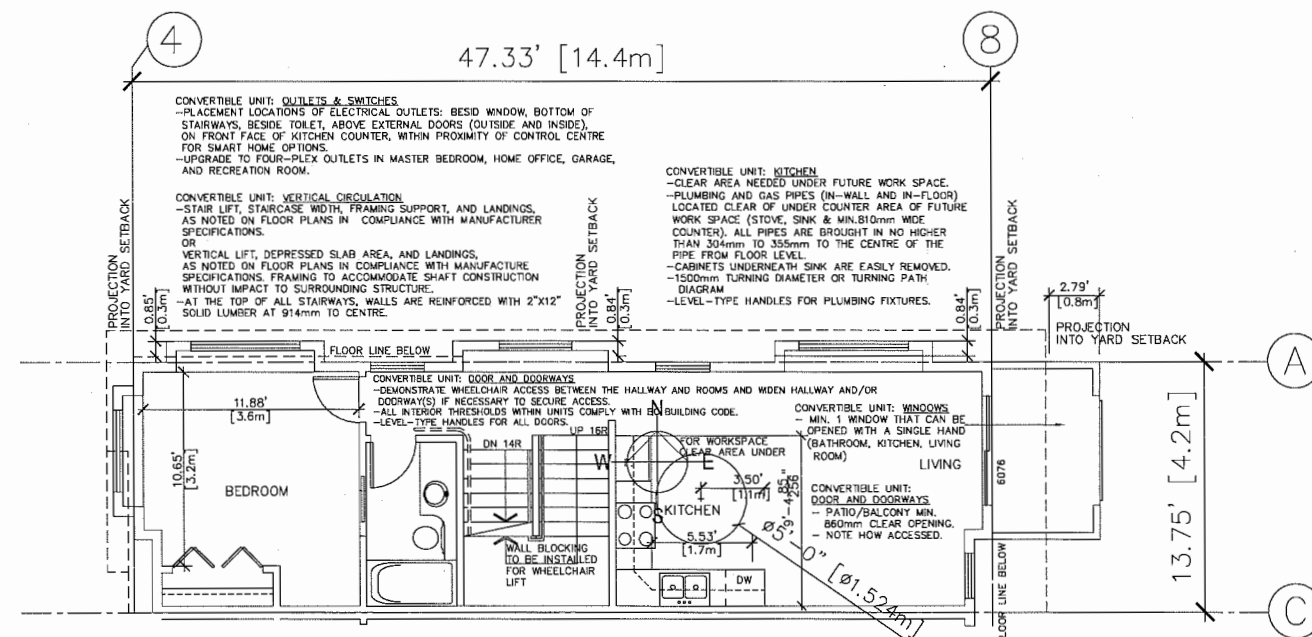 4
8
47.33' [14.4m]
CONVERTIBLE UNIT: OUTLETS & SWITCHES
-PLACEMENT LOCATIONS OF ELECTRICAL OUTLETS: BESID WINDOW, BOTTOM OF
STAIRWAYS, BESIDE TOILET, ABOVE EXTERNAL DOORS (OUTSIDE AND INSIDE),
ON FRONT FACE OF KITCHEN COUNTER, WITHIN PROXIMITY OF CONTROL CENTRE
FOR SMART HOME OPTIONS.
-UPGRADE TO FOUR-PLEX OUTLETS IN MASTER BEDROOM, HOME OFFICE, GARAGE,
AND RECREATION ROOM.
CONVERTIBLE UNIT: VERTICAL CIRCULATION
-STAIR LIFT, STAIRCASE WIDTH, FRAMING SUPPORT, AND LANDINGS,
AS NOTED ON FLOOR PLANS IN COMPLIANCE WITH MANUFACTURER
SPECIFICATIONS.
OR
VERTICAL LIFT, DEPRESSED SLAB AREA, AND LANDINGS,
AS NOTED ON FLOOR PLANS IN COMPLIANCE WITH MANUFACTURE
SPECIFICATIONS. FRAMING TO ACCOMMODATE SHAFT CONSTRUCTION
WITHOUT IMPACT TO SURROUNDING STRUCTURE.
-AT THE TOP OF ALL STAIRWAYS, WALLS ARE REINFORCED WITH 2"X12"
SOLID LUMBER AT 914mm TO CENTRE.
CONVERTIBLE UNIT: KITCHEN
-CLEAR AREA NEEDED UNDER FUTURE WORK SPACE.
-PLUMBING AND GAS PIPES (IN-WALL AND IN-FLOOR)
LOCATED CLEAR OF UNDER COUNTER AREA OF FUTURE
WORK SPACE (STOVE, SINK & MIN.810mm WIDE
COUNTER). ALL PIPES ARE BROUGHT IN NO HIGHER
THAN 304mm TO 355mm TO THE CENTRE OF THE
PIPE FROM FLOOR LEVEL.
-CABINETS UNDERNEATH SINK ARE EASILY REMOVED.
-1500mm TURNING DIAMETER OR TURNING PATH
DIAGRAM
-LEVEL-TYPE HANDLES FOR PLUMBING FIXTURES.
PROJECTION
INTO YARD SETBACK
0.85'
[0.3m]
PROJECTION
INTO YARD SETBACK
0.84'
[0.3m]
0.84'
[0.3m]
PROJECTION
INTO YARD SETBACK
2.79'
[0.8m]
PROJECTION
INTO YARD SETBACK
FLOOR LINE BELOW
A
CONVERTIBLE UNIT: DOOR AND DOORWAYS
-DEMONSTRATE WHEELCHAIR ACCESS BETWEEN THE HALLWAY AND ROOMS AND WIDEN HALLWAY AND/OR
DOORWAY(S) IF NECESSARY TO SECURE ACCESS.
-ALL INTERIOR THRESHOLDS WITHIN UNITS COMPLY WITH BC BUILDING CODE.
-LEVEL-TYPE HANDLES FOR ALL DOORS.
11.88'
[3.6m]
10.65'
[3.2m]
BEDROOM
DN 14R
UP 16R
WALL BLOCKING
TO BE INSTALLED
FOR WHEELCHAIR
LIFT
N
W
E
S
FOR WORKSPACE
CLEAR AREA UNDER
3.50'
[1.1m]
KITCHEN
5.53'
[1.7m]
DW
ø5'-0" [ø1.524m]
CONVERTIBLE UNIT: WINDOWS
- MIN. 1 WINDOW THAT CAN BE
OPENED WITH A SINGLE HAND
(BATHROOM, KITCHEN, LIVING
ROOM)
LIVING
CONVERTIBLE UNIT:
DOOR AND DOORWAYS
- PATIO/BALCONY MIN.
860mm CLEAR OPENING.
- NOTE HOW ACCESSED.
6076
13.75' [4.2m]
LINE BELOW
C